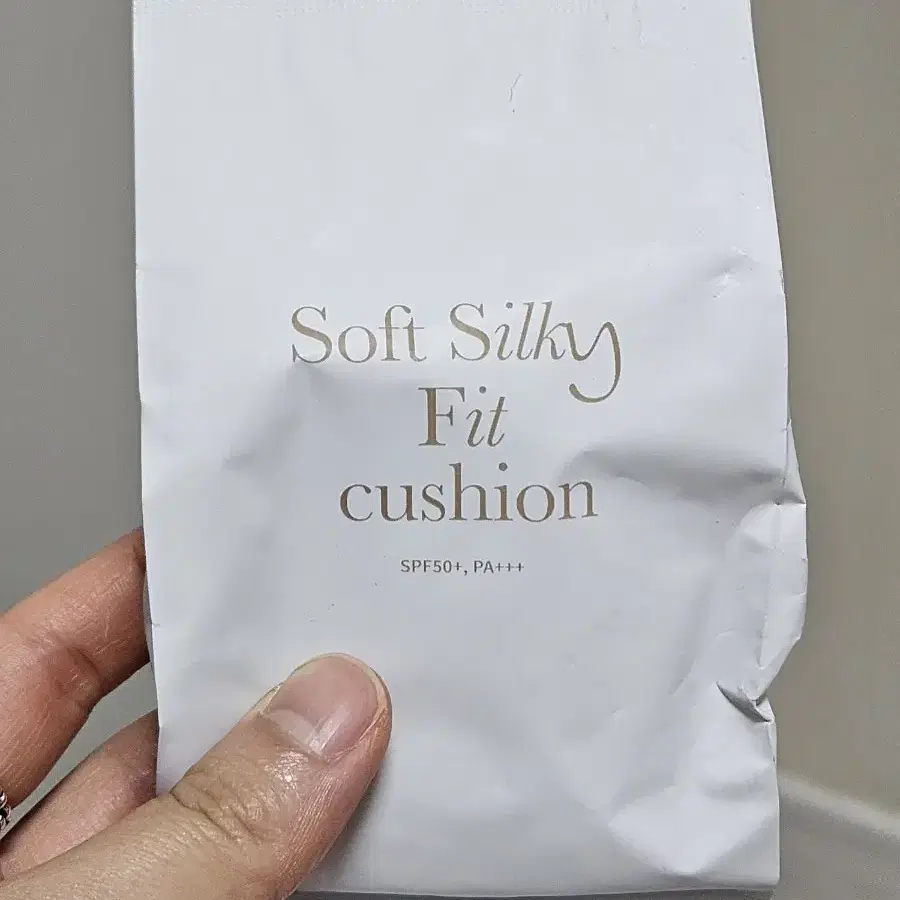 Soft Silky
Fit
cushion
SPF50+, PA+++